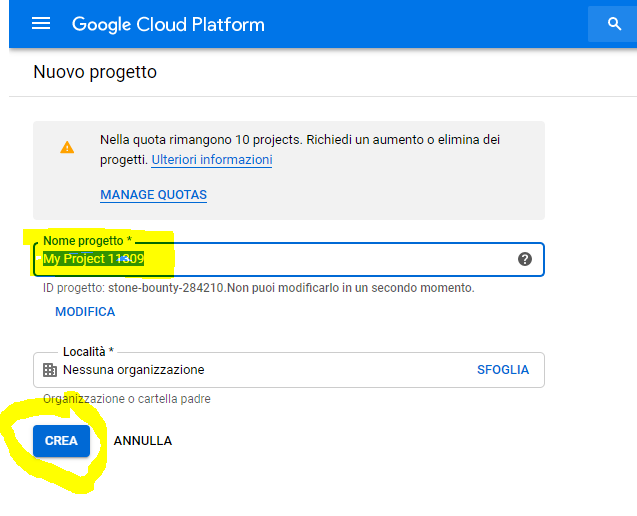 Google Cloud Platform
Nuovo progetto
Nella quota rimangono 10 projects. Richiedi un aumento o elimina dei
progetti. Ulteriori informazioni
MANAGE QUOTAS
Nome progetto *
My Project 11809
ID progetto: stone-bounty-284210.Non puoi modificarlo in un secondo momento.
MODIFICA
Località *
Nessuna organizzazione
SFOGLIA
Organizzazione o cartella padre
CREA ANNULLA